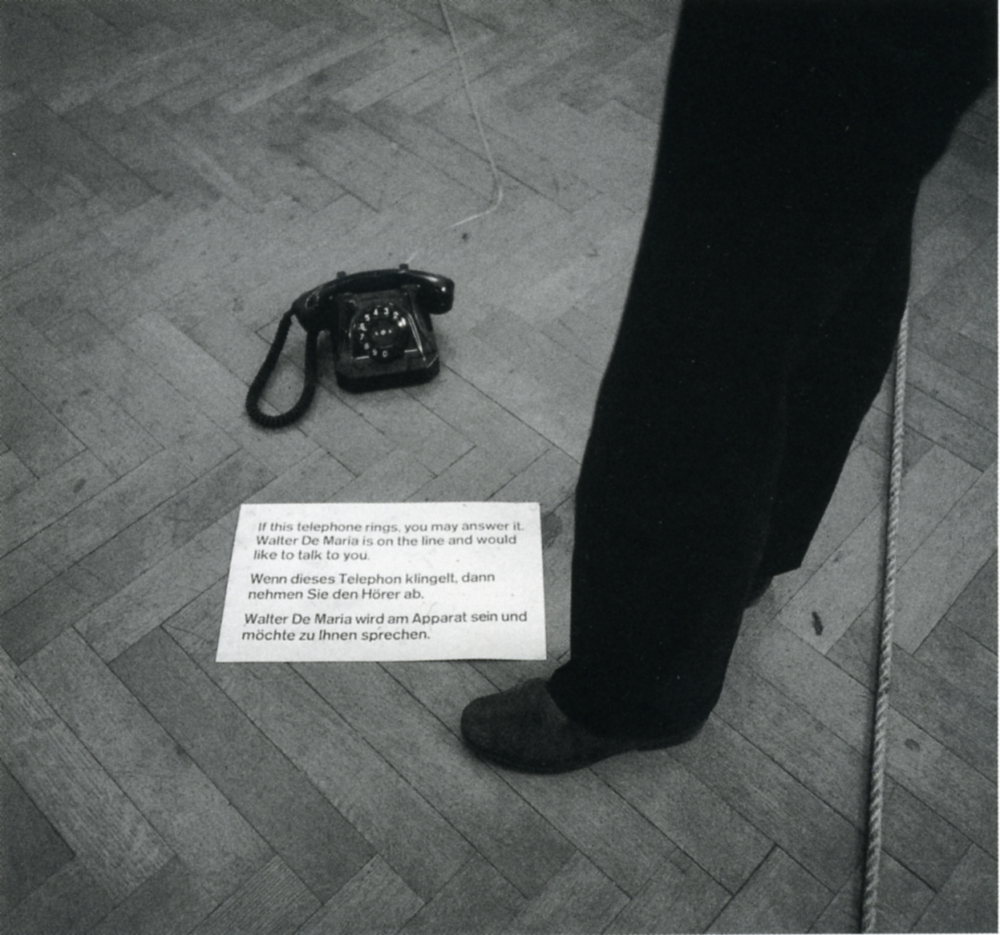 If this telephone rings, you may answer it.
Walter De Maria is on the line and would
like to talk to you.
Wenn dieses Telephon klingelt, dann
nehmen Sie den Hörer ab.
Walter De Maria wird am Apparat sein und
möchte zu Ihnen sprechen.